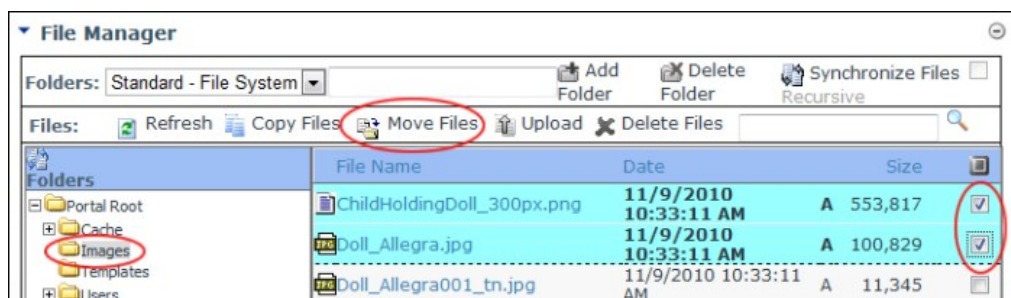 File Manager
Folders: Standard - File System Add Folder Delete Folder Synchronize Files Recursive
Files: Refresh Copy Files Move Files Upload Delete Files
Folders File Name Date Size
Portal Root ChildHoldingDoll_300px.png 11/9/2010 10:33:11 AM A 553,817
Cache
Images Doll_Allegra.jpg 11/9/2010 10:33:11 AM A 100,829
Templates
Users Doll_Allegra001_tn.jpg 11/9/2010 10:33:11 AM A 11,345